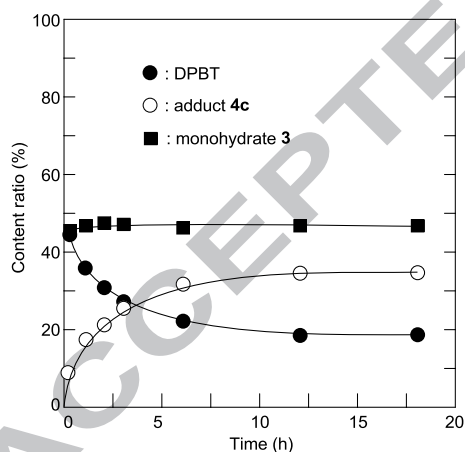 100
80
60
40
20
0
0 5 10 15 20
Content ratio (%)
Time (h)
: DPBT
: adduct 4c
: monohydrate 3
ACCEPTE